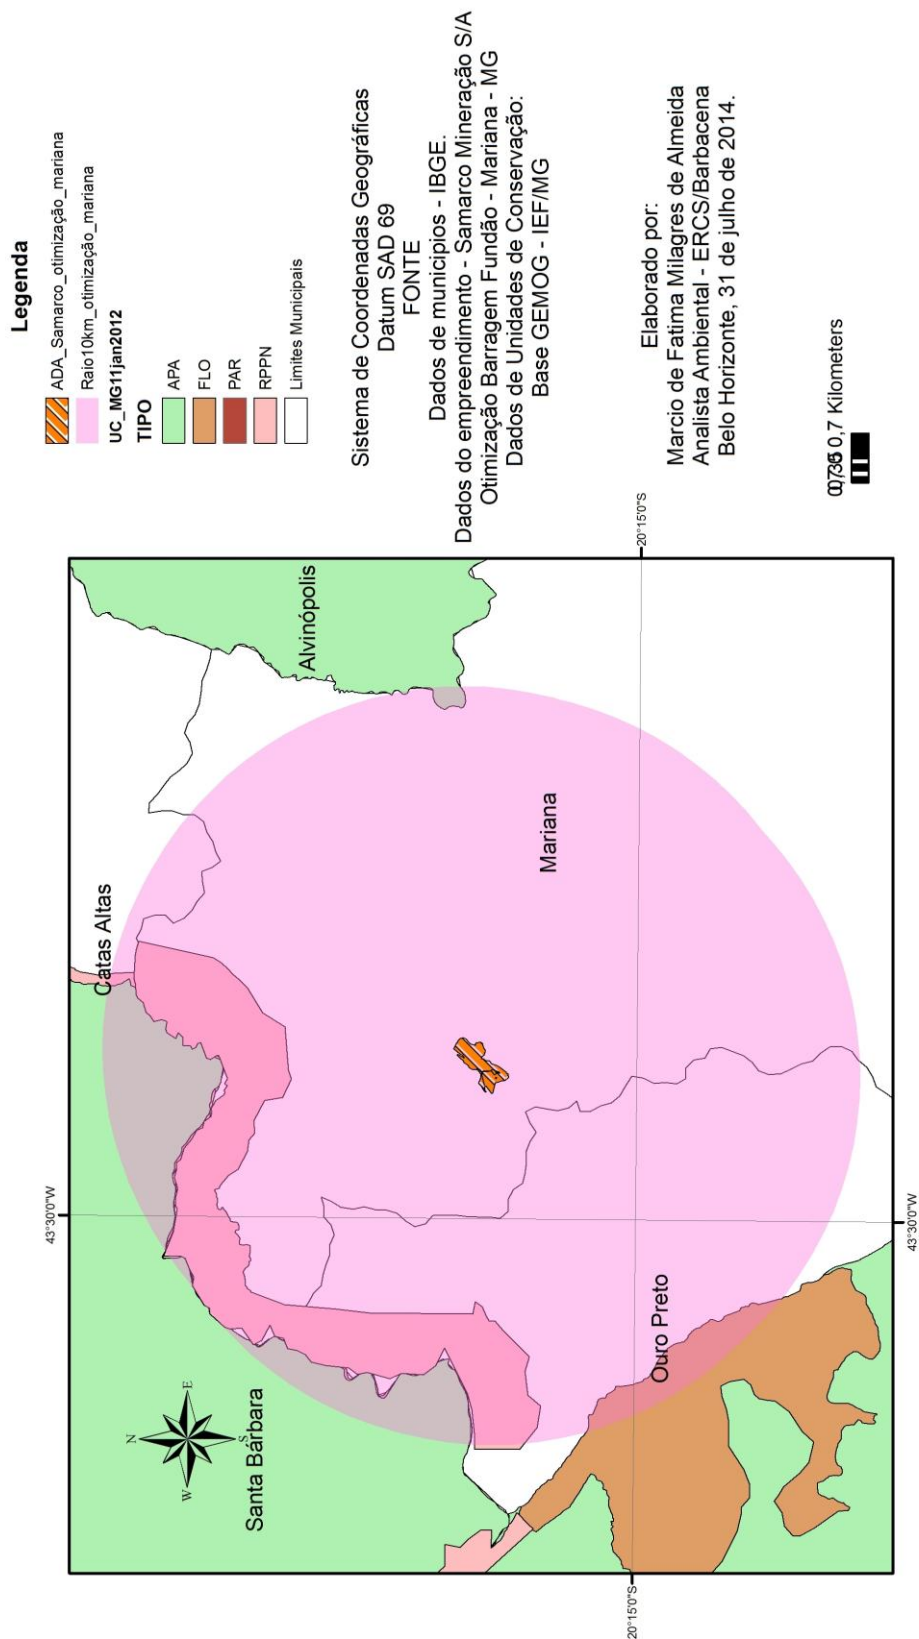 Catas Altas
Alvinópolis
N
W
E
S
Santa Bárbara
Mariana
Ouro Preto
43°30'0"W
43°30'0"W
20°15'0"S
20°15'0"S
Legenda
ADA_Samarco_otimização_mariana
Raio10km_otimização_mariana
UC_MG11jan2012
TIPO
APA
FLO
PAR
RPPN
Limites Municipais
Sistema de Coordenadas Geográficas
Datum SAD 69
FONTE
Dados de municípios - IBGE.
Dados do empreendimento - Samarco Mineração S/A
Otimização Barragem Fundão - Mariana - MG
Dados de Unidades de Conservação:
Base GEMOG - IEF/MG
Elaborado por:
Marcio de Fatima Milagres de Almeida
Analista Ambiental - ERCS/Barbacena
Belo Horizonte, 31 de julho de 2014.
0,7 Kilometers